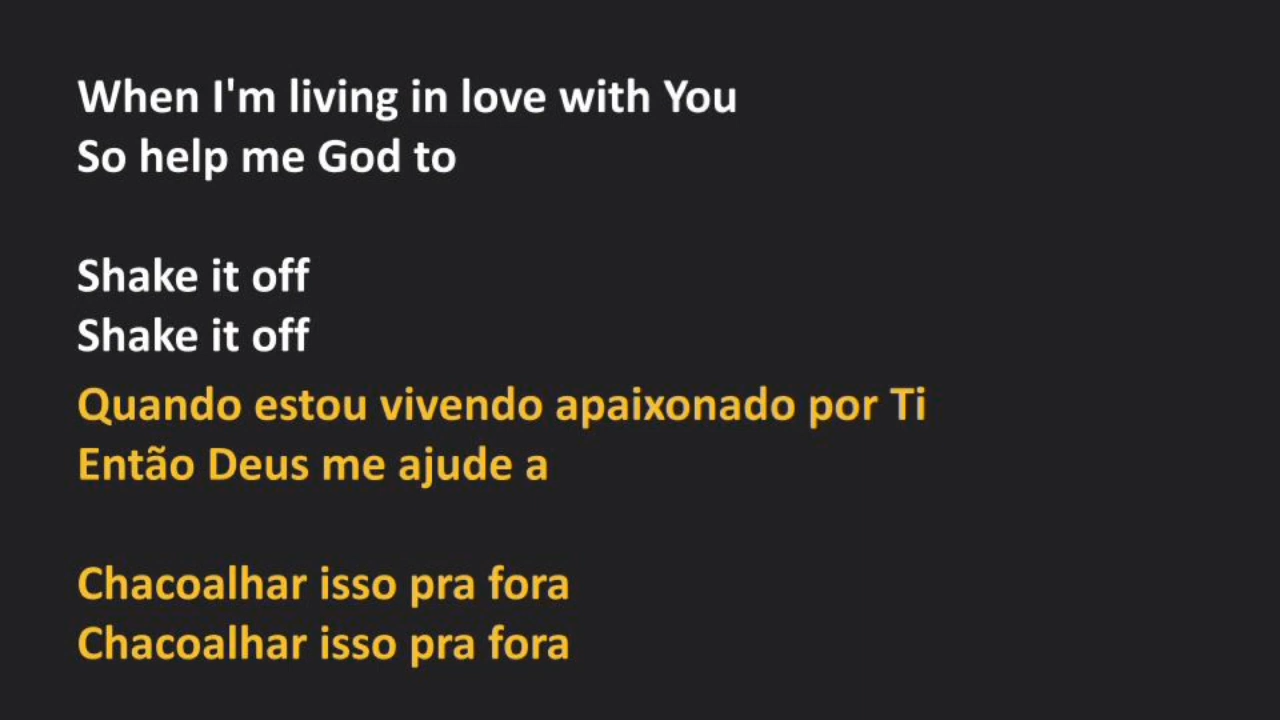 When I'm living in love with You
So help me God to
Shake it off
Shake it off
Quando estou vivendo apaixonado por Ti
Então Deus me ajude a
Chacoalhar isso pra fora
Chacoalhar isso pra fora